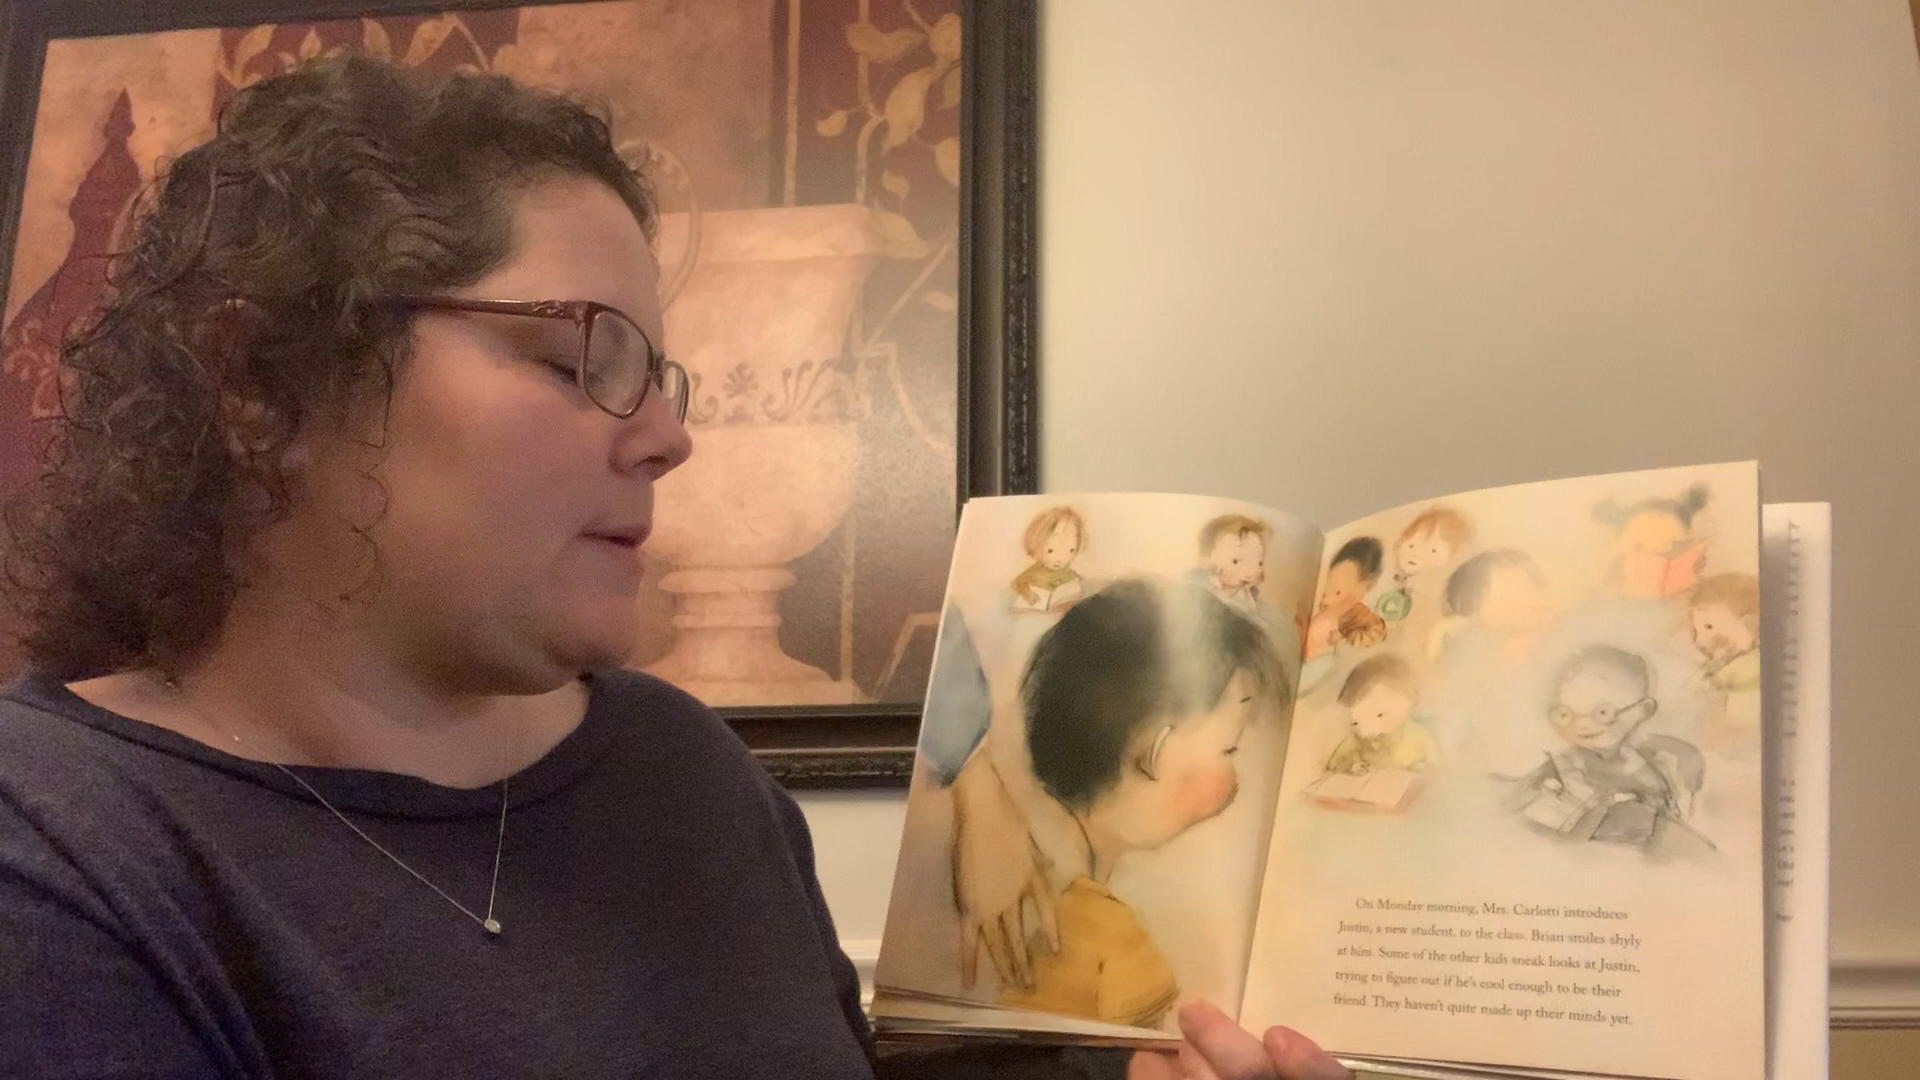 On Monday morning, Mrs. Carlotti introduces
Justin, a new student, to the class. Brian smiles shyly
at him. Some of the other kids sneak looks at Justin,
trying to figure out if he's cool enough to be their
friend. They haven't quite made up their minds yet.